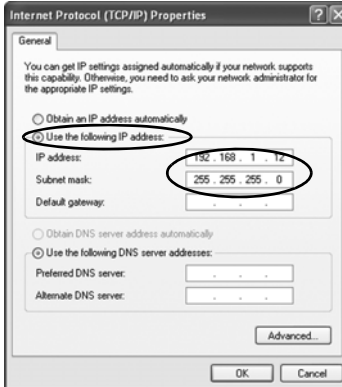 Internet Protocol (TCP/IP) Properties
General
You can get IP settings assigned automatically if your network supports
this capability. Otherwise, you need to ask your network administrator for
the appropriate IP settings.
Obtain an IP address automatically
Use the following IP address:
IP address: 192 . 168 . 1 . 12
Subnet mask: 255 . 255 . 255 . 0
Default gateway: . . .
Obtain DNS server address automatically
Use the following DNS server addresses:
Preferred DNS server: . . .
Alternate DNS server: . . .
Advanced...
OK Cancel